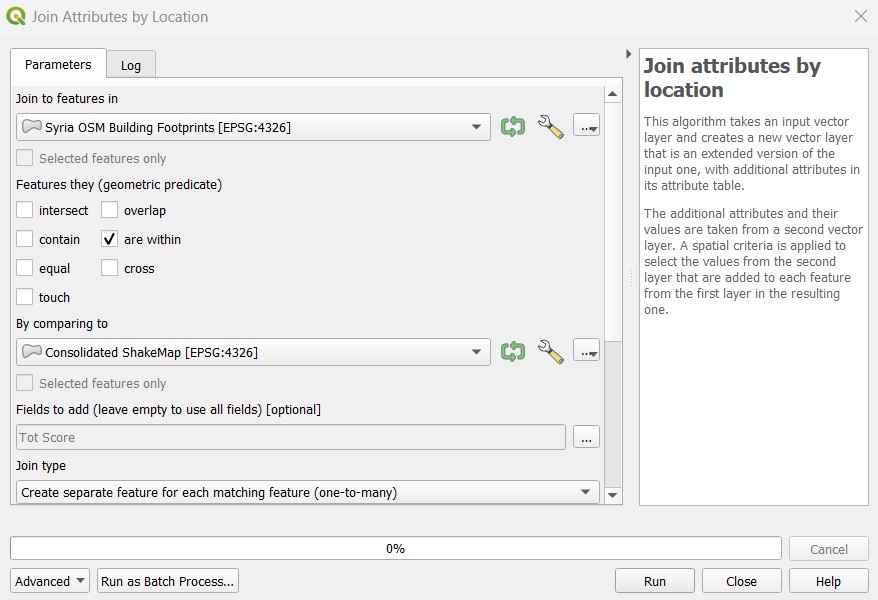 Join Attributes by Location
Parameters
Log
Join to features in
Syria OSM Building Footprints [EPSG:4326]
...
Selected features only
Features they (geometric predicate)
intersect
overlap
contain
are within
equal
cross
touch
By comparing to
Consolidated ShakeMap [EPSG:4326]
...
Selected features only
Fields to add (leave empty to use all fields) [optional]
Tot Score
...
Join type
Create separate feature for each matching feature (one-to-many)
Join attributes by
location
This algorithm takes an input vector
layer and creates a new vector layer
that is an extended version of the
input one, with additional attributes in
its attribute table.
The additional attributes and their
values are taken from a second vector
layer. A spatial criteria is applied to
select the values from the second
layer that are added to each feature
from the first layer in the resulting
one.
0%
Cancel
Advanced
Run as Batch Process...
Run
Close
Help